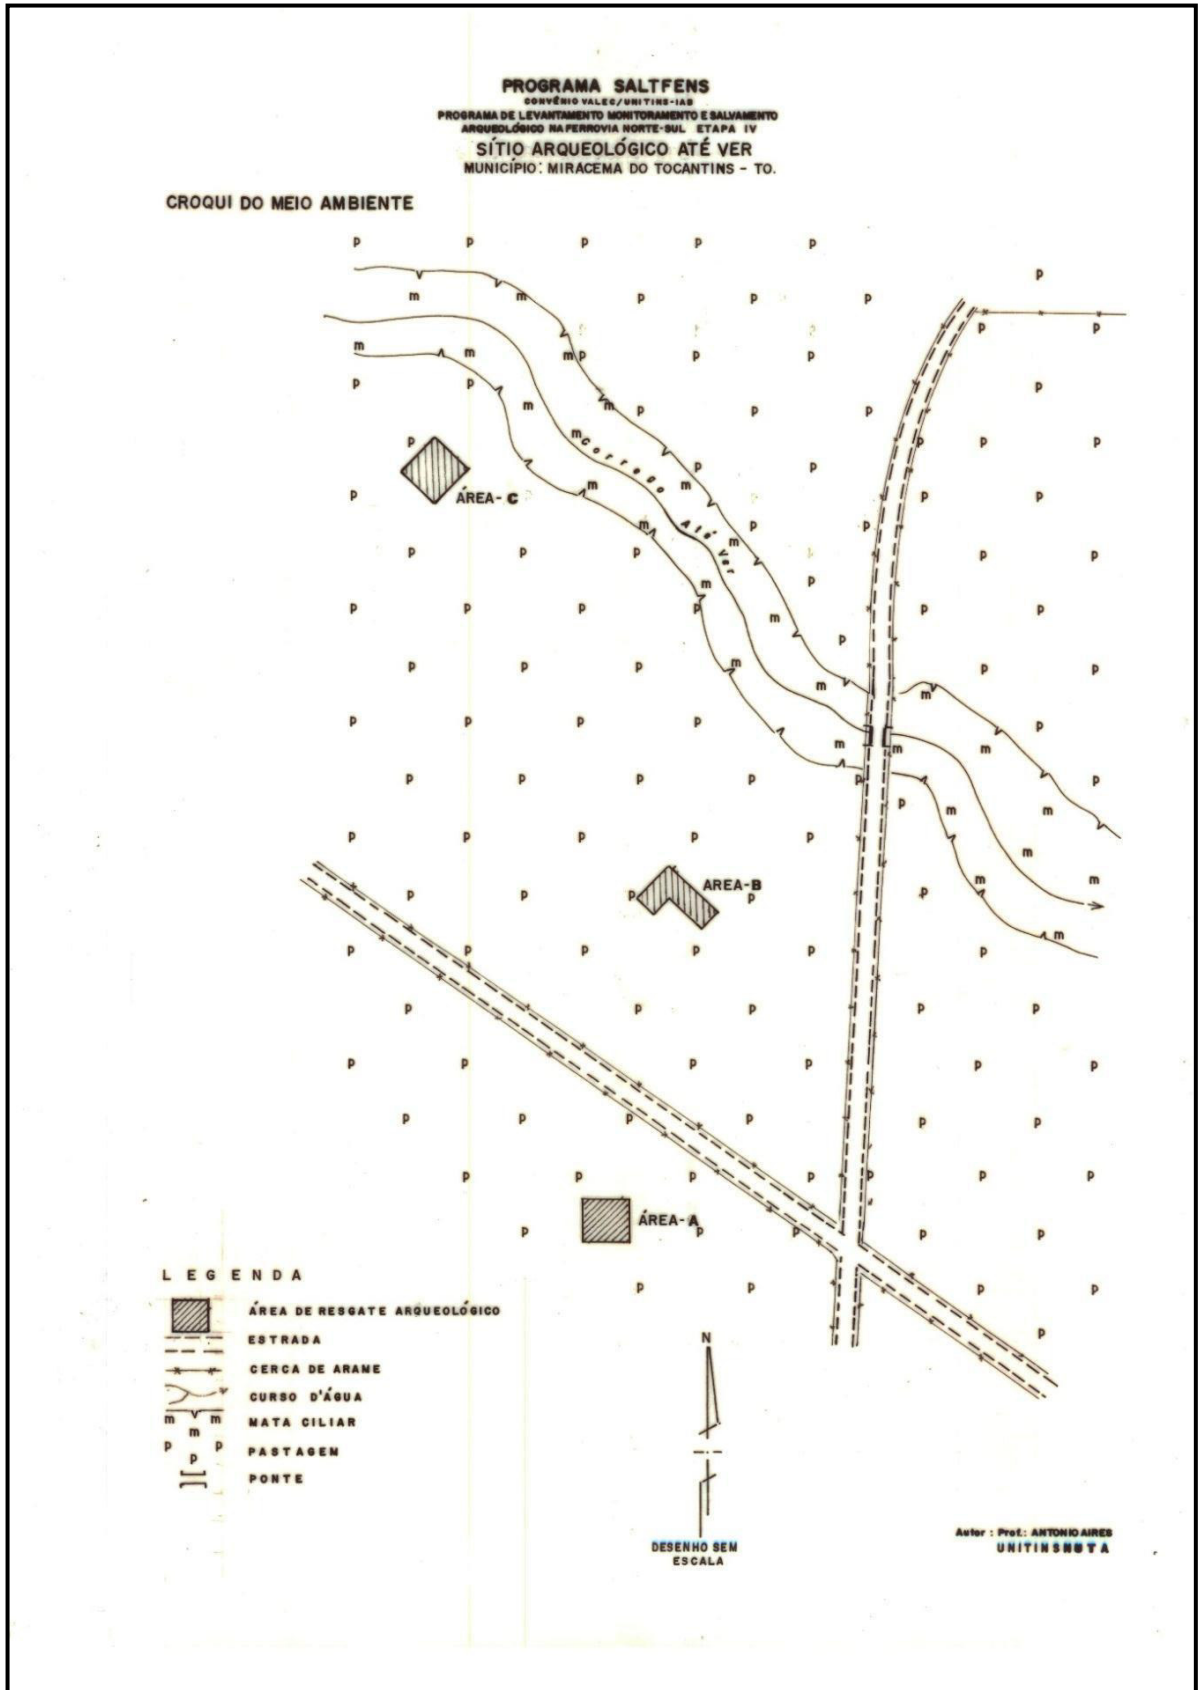 PROGRAMA SALTFENS
CONVÊNIO VALEC/UNITINS-IAB
PROGRAMA DE LEVANTAMENTO MONITORAMENTO E SALVAMENTO
ARQUEOLÓGICO NA FERROVIA NORTE-SUL ETAPA IV
SÍTIO ARQUEOLÓGICO ATÉ VER
MUNICÍPIO: MIRACEMA DO TOCANTINS - TO.
CROQUI DO MEIO AMBIENTE
Corrego Até Ver
ÁREA-C
AREA-B
ÁREA-A
LEGENDA
ÁREA DE RESGATE ARQUEOLÓGICO
ESTRADA
CERCA DE ARAME
CURSO D'ÁGUA
m m m MATA CILIAR
p p p PASTAGEM
PONTE
N
DESENHO SEM
ESCALA
Autor : Prof.: ANTONIO AIRES